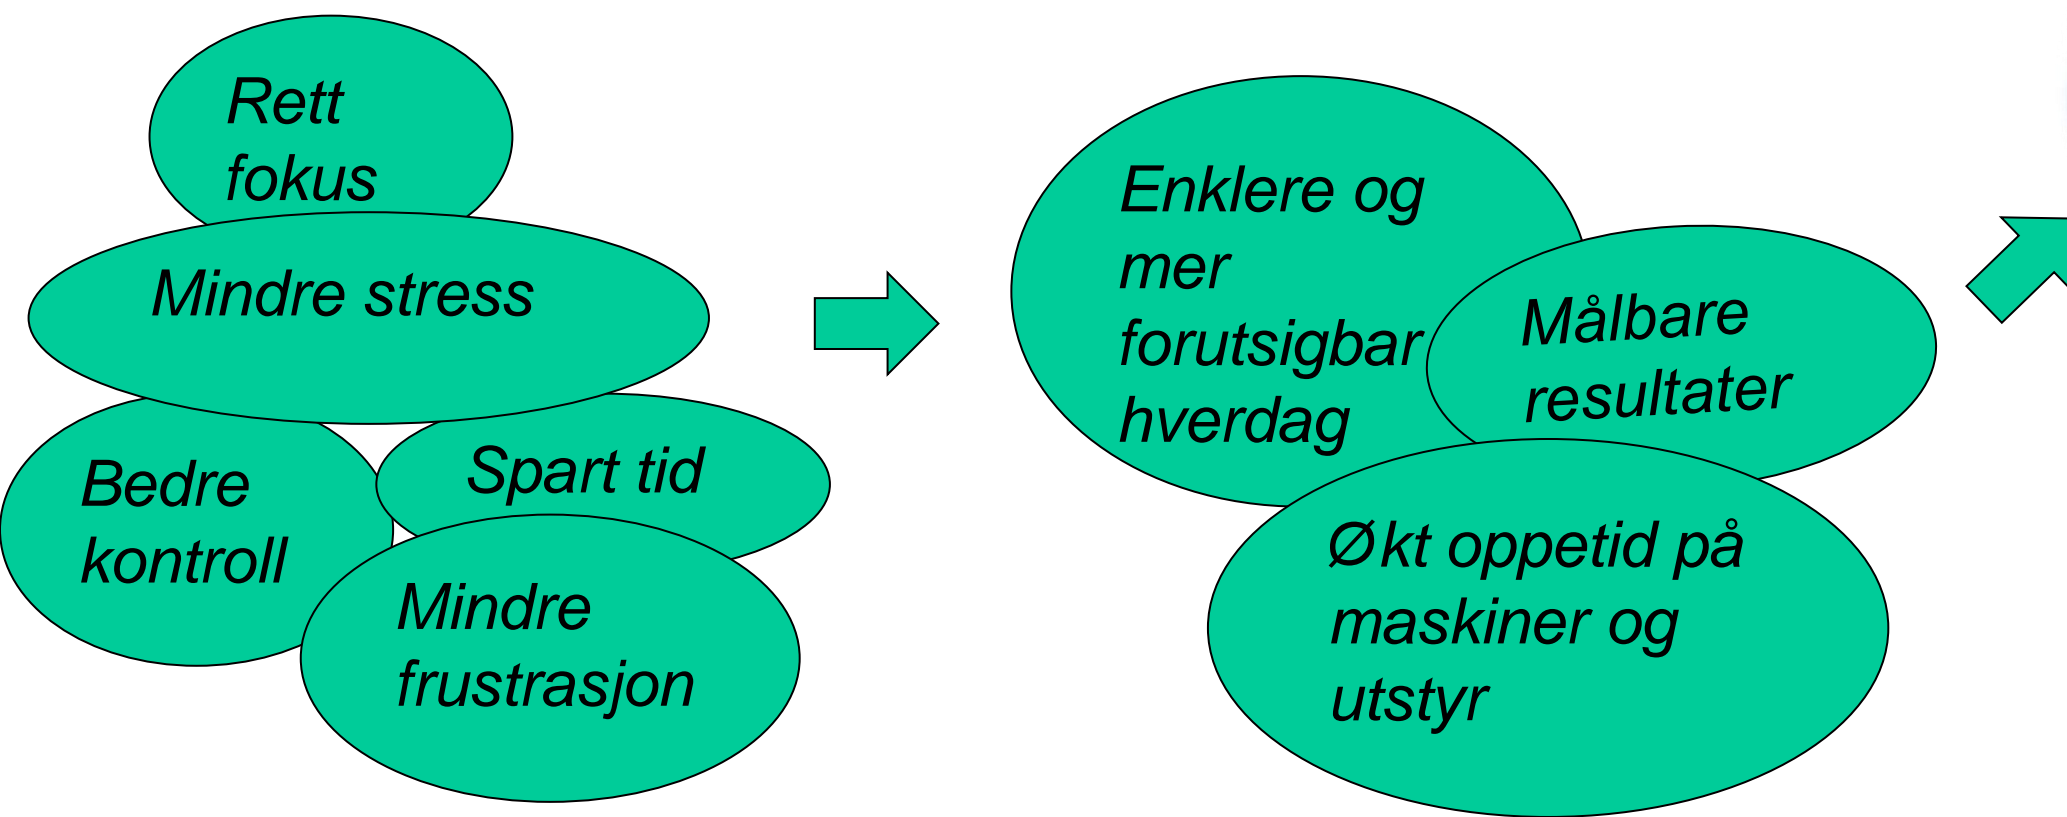 Rett
fokus
Mindre stress
Bedre
kontroll
Spart tid
Mindre
frustrasjon
Enklere og
mer
forutsigbar
hverdag
Målbare
resultater
Økt oppetid på
maskiner og
utstyr